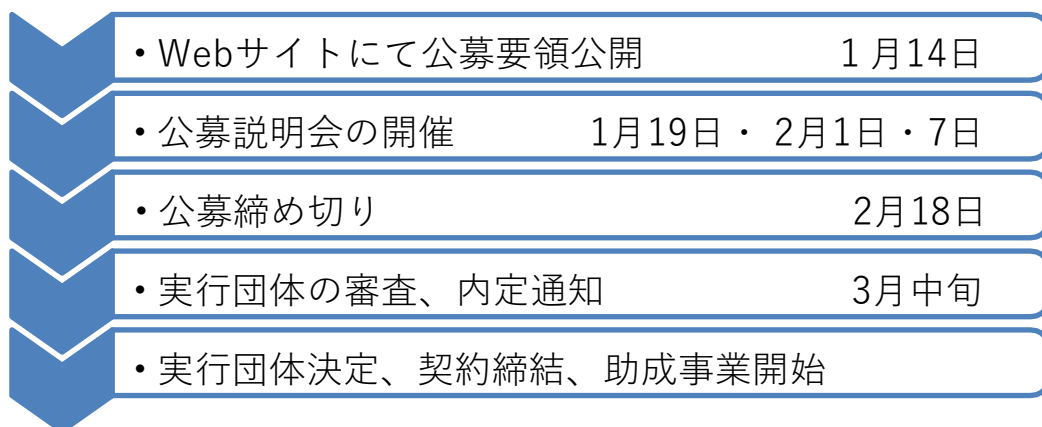 • Webサイトにて公募要領公開 1月14日
• 公募説明会の開催 1月19日・ 2月1日・7日
• 公募締め切り 2月18日
• 実行団体の審査、内定通知 3月中旬
• 実行団体決定、契約締結、助成事業開始